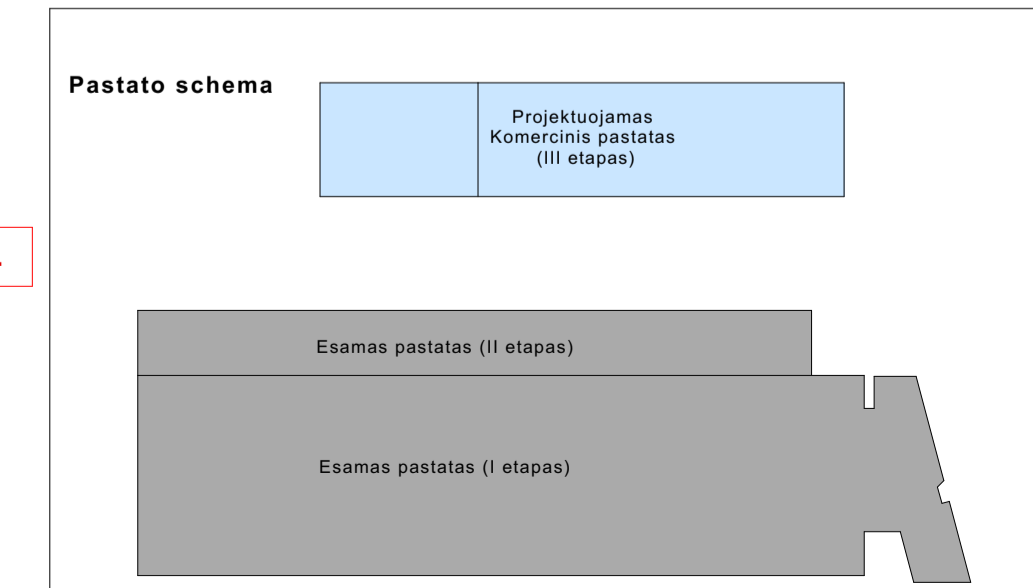 Pastato schema
Projektuojamas
Komercinis pastatas
(III etapas)
Esamas pastatas (II etapas)
Esamas pastatas (I etapas)